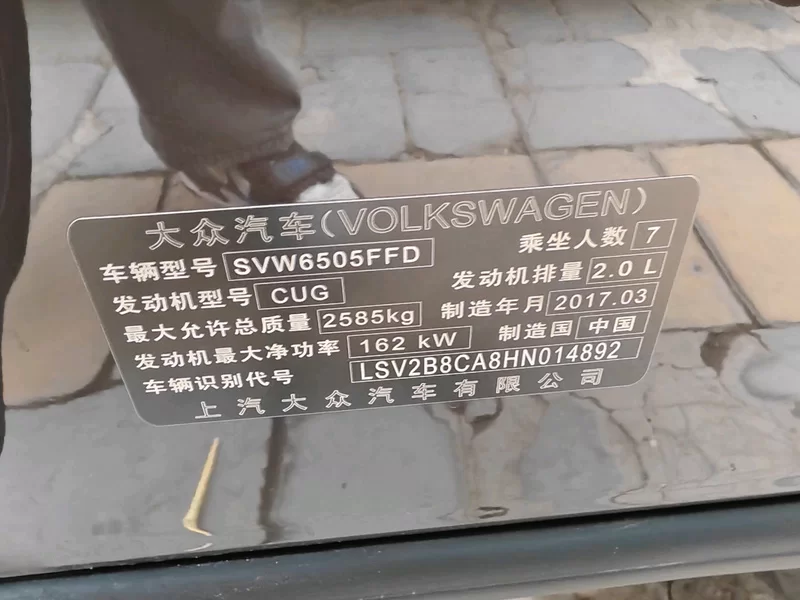 大众汽车(VOLKSWAGEN)
车辆型号 SVW6505FFD 乘坐人数 7
发动机型号 CUG 发动机排量 2.0 L
最大允许总质量 2585kg 制造年月 2017.03
发动机最大净功率 162 kW 制造国 中国
车辆识别代号 LSV2B8CA8HN014892
上汽大众汽车有限公司